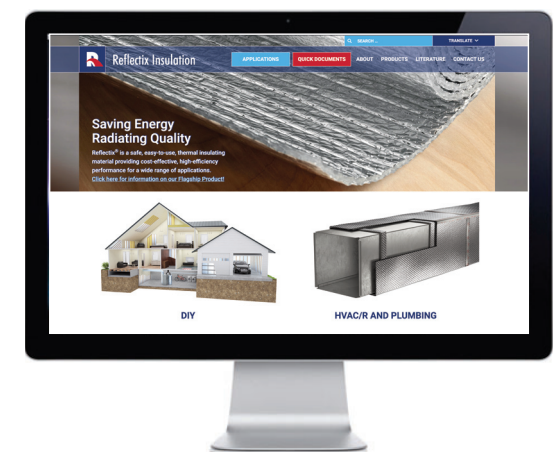 SEARCH ...
TRANSLATE
Reflectix Insulation
APPLICATIONS
QUICK DOCUMENTS
ABOUT
PRODUCTS
LITERATURE
CONTACT US
Saving Energy
Radiating Quality
Reflectix® is a safe, easy-to-use, thermal insulating
material providing cost-effective, high-efficiency
performance for a wide range of applications.
Click here for information on our Flagship Product!
DIY
HVAC/R AND PLUMBING